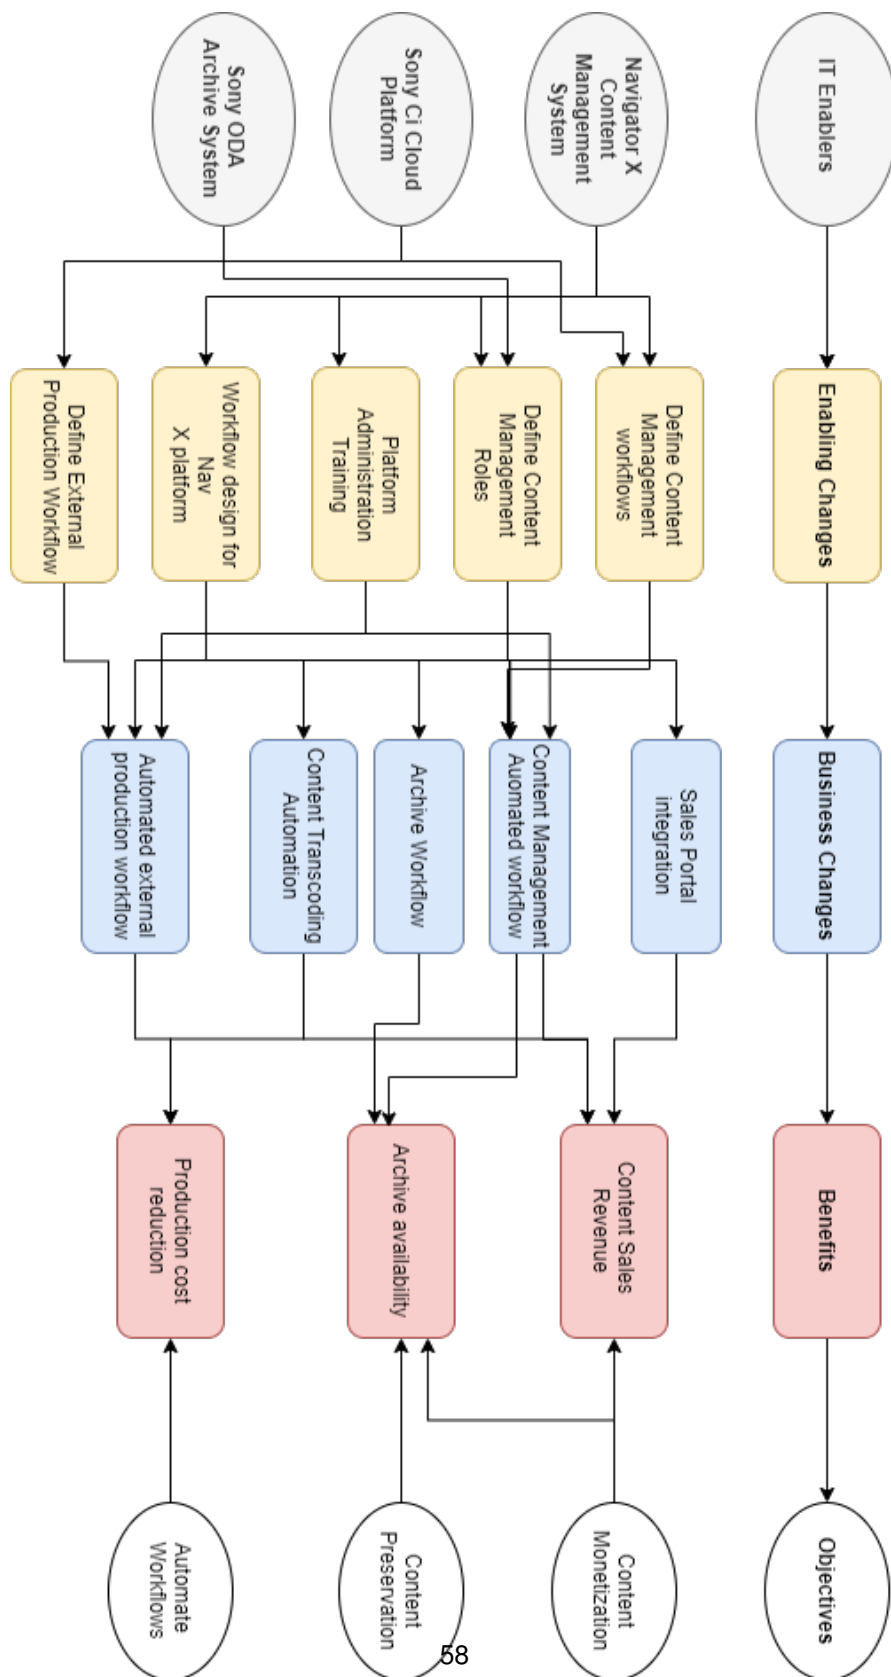 IT Enablers
Enabling Changes
Business Changes
Benefits
Objectives
Navigator X
Content
Management
System
Define Content
Management
workflows
Sales Portal
integration
Content Sales
Revenue
Content
Monetization
Sony Ci Cloud
Platform
Define Content
Management
Roles
Content Management
Auomated workflow
Archive availability
Content
Preservation
Platform
Administration
Training
Archive Workflow
Sony ODA
Archive System
Workflow design for
Nav
X platform
Content Transcoding
Automation
Production cost
reduction
Automate
Workflows
Define External
Production Workflow
Automated external
production workflow
58